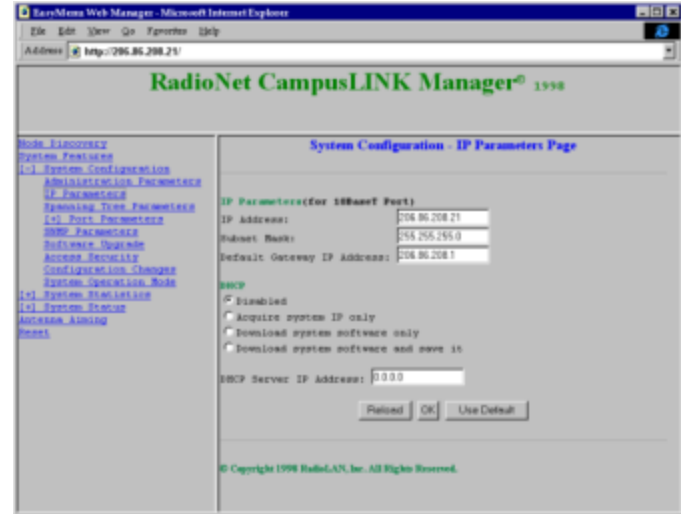 EasyMenu Web Manager - Microsoft Internet Explorer
File Edit View Go Favorites Help
Address http://206.86.208.21/
RadioNet CampusLINK Manager® 1998
Node Discovery
System Features
[-] System Configuration
Administration Parameters
IP Parameters
Spanning Tree Parameters
[+] Port Parameters
SNMP Parameters
Software Upgrade
Access Security
Configuration Changes
System Operation Mode
[+] System Statistics
[+] System Status
Antenna Aiming
Reset
System Configuration - IP Parameters Page
IP Parameters(for 10BaseT Port)
IP Address: 206.86.208.21
Subnet Mask: 255.255.255.0
Default Gateway IP Address: 206.86.208.1
DHCP
Disabled
Acquire system IP only
Download system software only
Download system software and save it
DHCP Server IP Address: 0.0.0.0
Reload OK Use Default
© Copyright 1998 RadioLAN, Inc. All Rights Reserved.